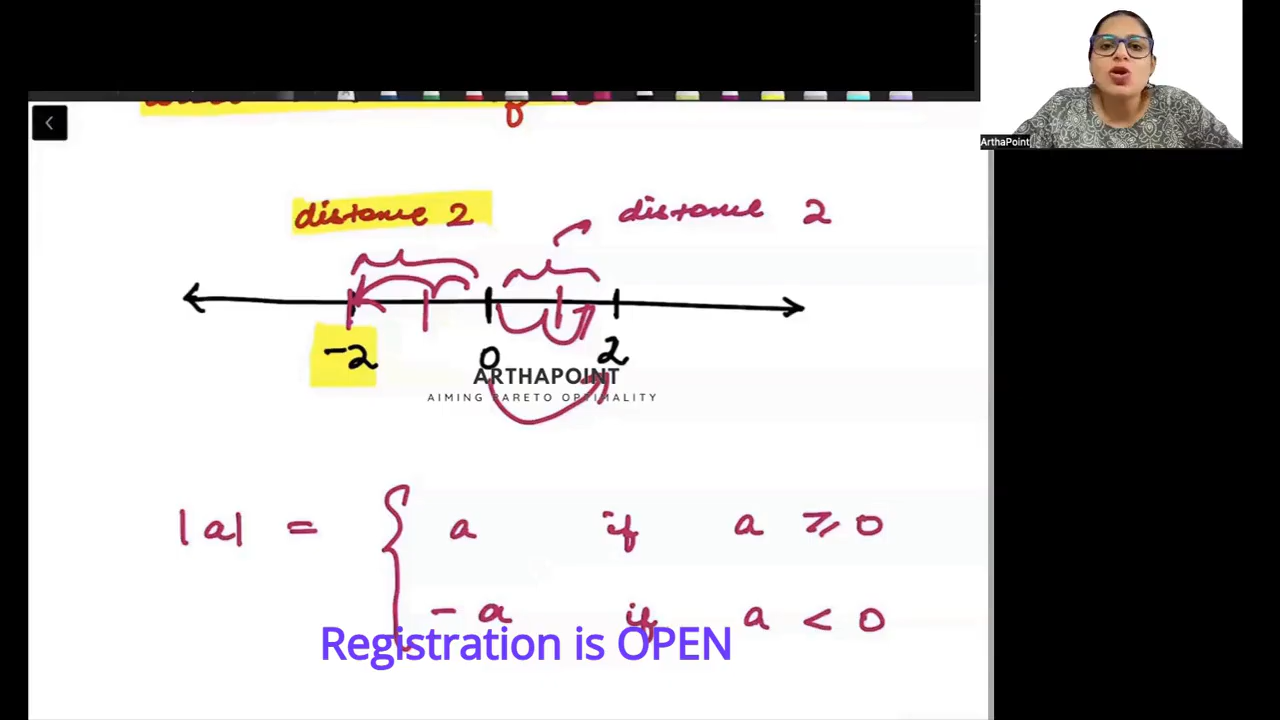 ArthaPoint
distance 2
distance 2
-2 0 2
ARTHAPOINT
AIMING PARETO OPTIMALITY
|a| = { a if a ≥ 0
- a if a < 0
Registration is OPEN